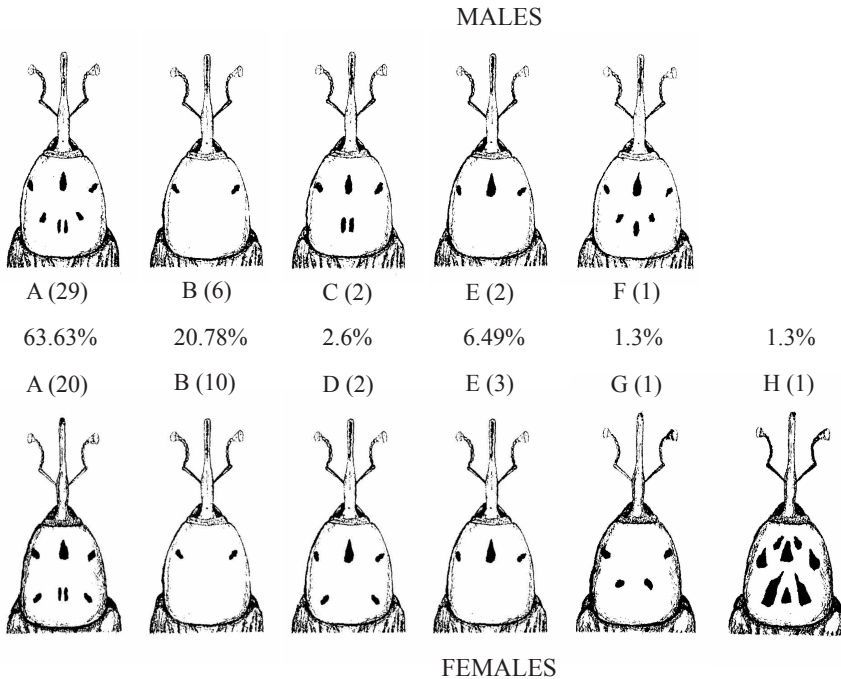 MALES
A (29) B (6) C (2) E (2) F (1)
63.63% 20.78% 2.6% 6.49% 1.3% 1.3%
A (20) B (10) D (2) E (3) G (1) H (1)
FEMALES